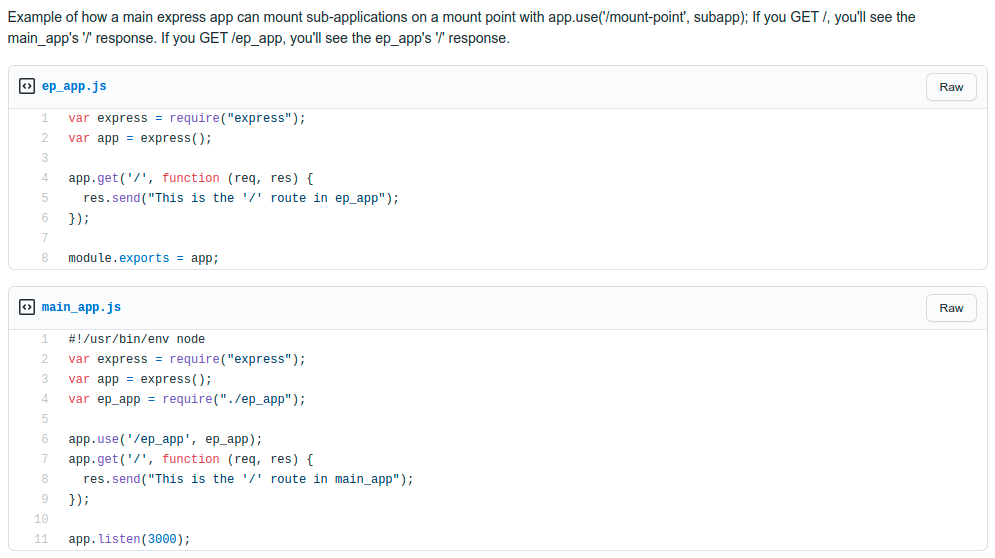 Example of how a main express app can mount sub-applications on a mount point with app.use('/mount-point', subapp); If you GET /, you'll see the
main_app's '/' response. If you GET /ep_app, you'll see the ep_app's '/' response.
ep_app.js Raw
1 var express = require("express");
2 var app = express();
3
4 app.get('/', function (req, res) {
5   res.send("This is the '/' route in ep_app");
6 });
7
8 module.exports = app;
main_app.js Raw
1 #!/usr/bin/env node
2 var express = require("express");
3 var app = express();
4 var ep_app = require("./ep_app");
5
6 app.use('/ep_app', ep_app);
7 app.get('/', function (req, res) {
8   res.send("This is the '/' route in main_app");
9 });
10
11 app.listen(3000);